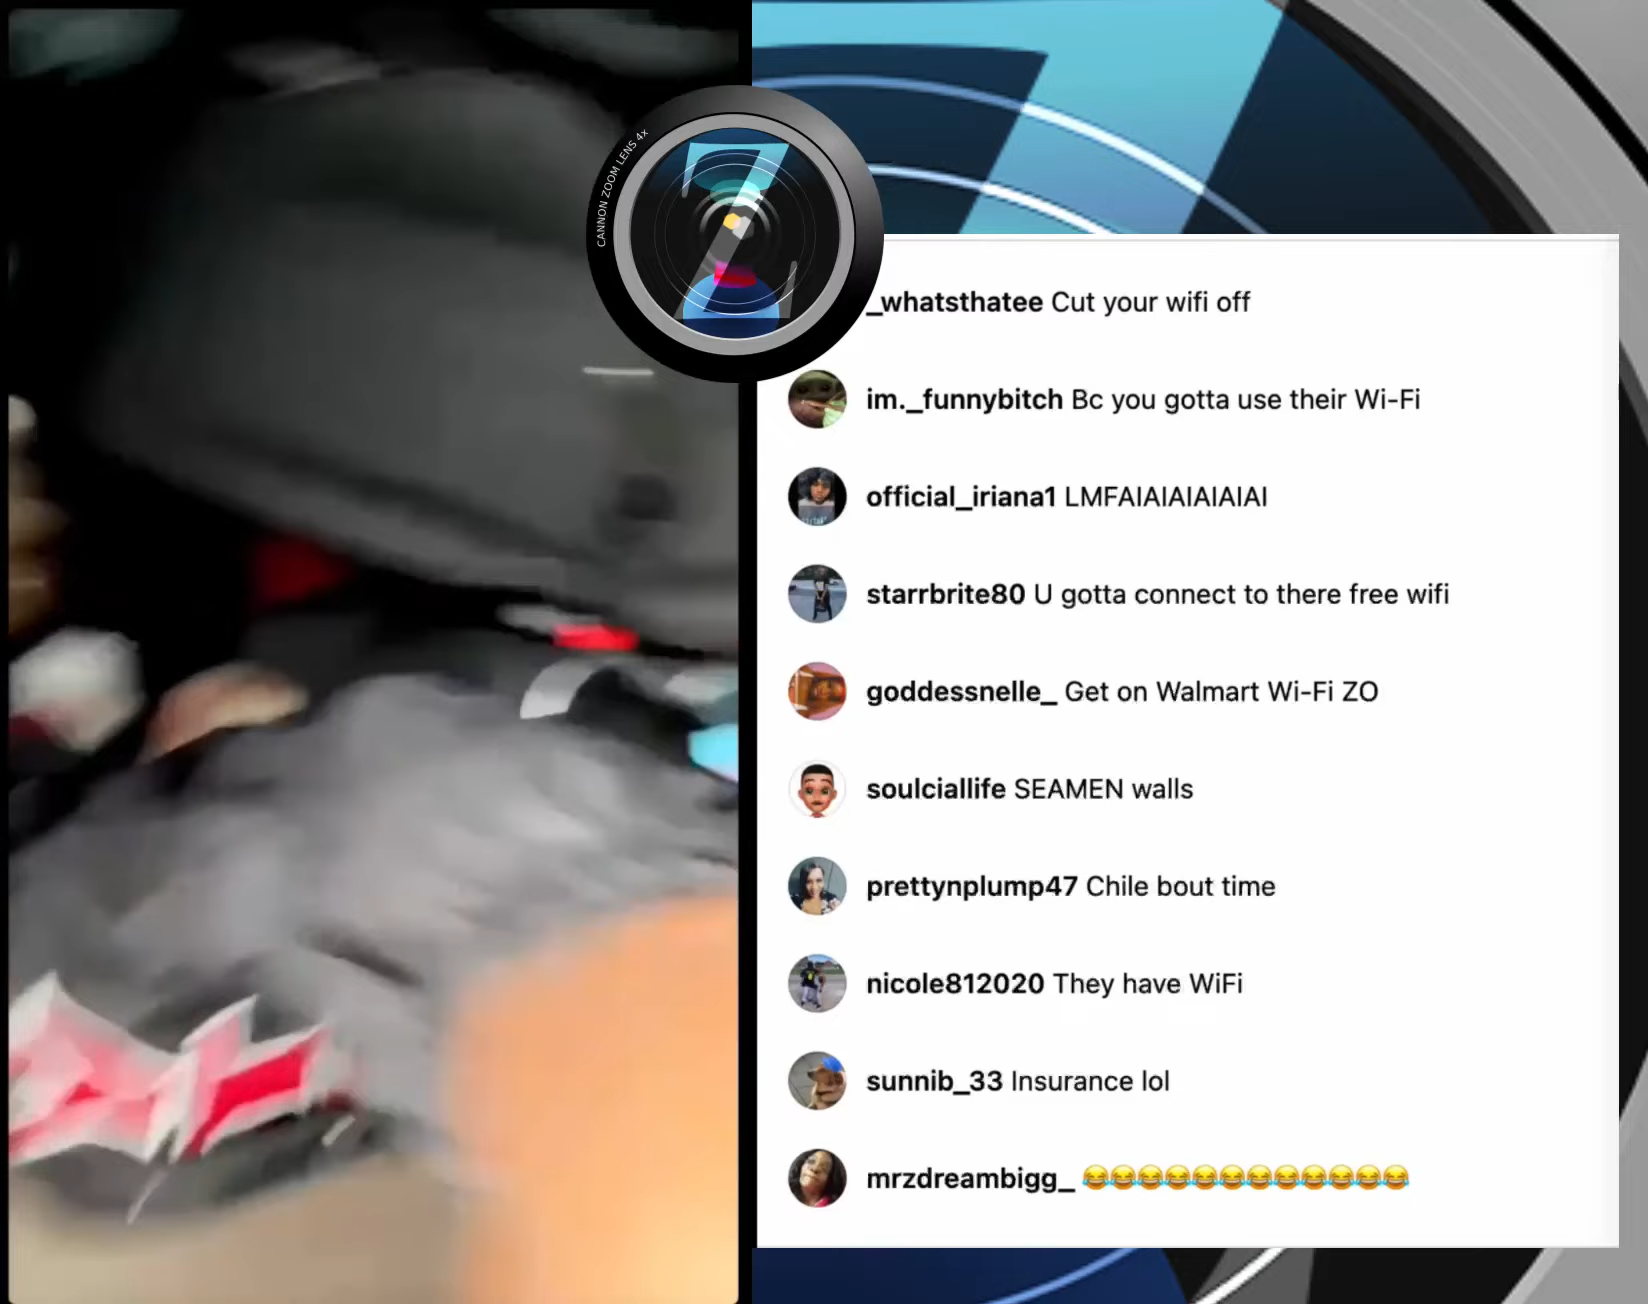 CANNON ZOOM LENS 4x
_whatsthatee Cut your wifi off
im._funnybitch Bc you gotta use their Wi-Fi
official_iriana1 LMFAIAIAIAIAIAI
starrbrite80 U gotta connect to there free wifi
goddessnelle_ Get on Walmart Wi-Fi ZO
soulciallife SEAMEN walls
prettynplump47 Chile bout time
nicole812020 They have WiFi
sunnib_33 Insurance lol
mrzdreambigg_ 😂😂😂😂😂😂😂😂😂😂😂😂